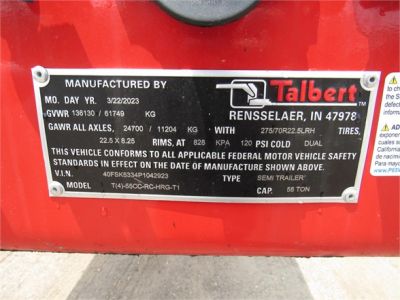 MANUFACTURED BY
Talbert™
MO. DAY YR. 3/22/2023
RENSSELAER, IN 47978
GVWR 136130 / 61749 KG
GAWR ALL AXLES, 24700 / 11204 KG WITH 275/70R22.5LRH TIRES,
22.5 X 8.25 RIMS, AT 828 KPA 120 PSI COLD DUAL
THIS VEHICLE CONFORMS TO ALL APPLICABLE FEDERAL MOTOR VEHICLE SAFETY
STANDARDS IN EFFECT ON THE DATE OF MANUFACTURE SHOWN ABOVE.
V.I.N. 40FSK5334P1042923 TYPE SEMI TRAILER
MODEL T(4)-55CC-RC-HRG-T1 CAP.